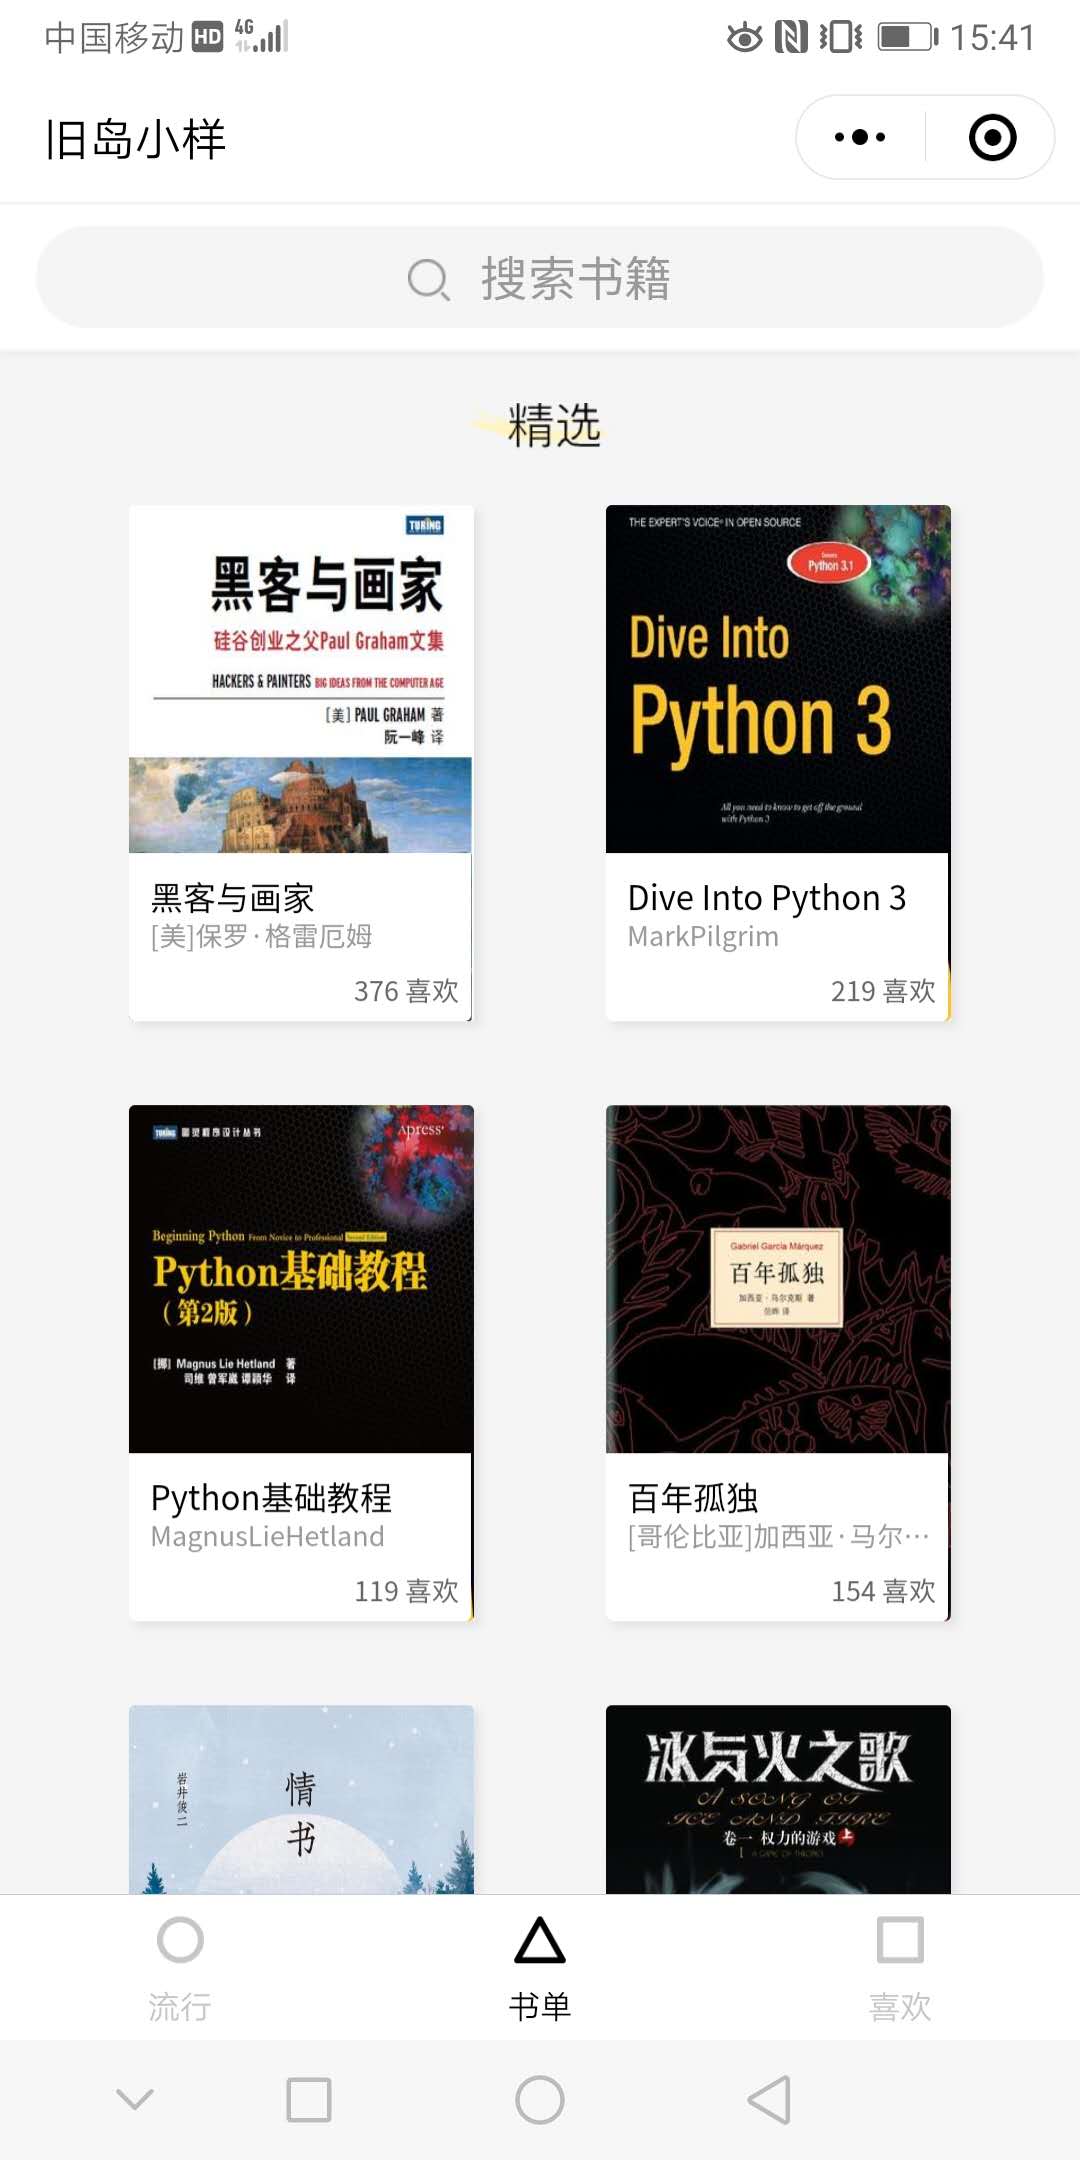 中国移动 HD 4G 15:41
旧岛小样
搜索书籍
精选
TURING
黑客与画家
硅谷创业之父Paul Graham文集
HACKERS & PAINTERS BIG IDEAS FROM THE COMPUTER AGE
[美] PAUL GRAHAM 著
阮一峰 译
黑客与画家
[美]保罗·格雷厄姆
376 喜欢
THE EXPERT'S VOICE® IN OPEN SOURCE
Covers
Python 3.1
Dive Into
Python 3
All you need to know to get off the ground
with Python 3
Dive Into Python 3
MarkPilgrim
219 喜欢
TURING 图灵程序设计丛书
Apress®
Beginning Python From Novice to Professional Second Edition
Python基础教程
(第2版)
[挪] Magnus Lie Hetland 著
司维 曾军崴 谭颖华 译
Python基础教程
MagnusLieHetland
119 喜欢
Gabriel García Márquez
百年孤独
加西亚·马尔克斯 著
范晔 译
百年孤独
[哥伦比亚]加西亚·马尔…
154 喜欢
岩井俊二
情书
冰与火之歌
A SONG OF
ICE AND FIRE
卷一 权力的游戏 上
I A GAME OF THRONES
流行
书单
喜欢